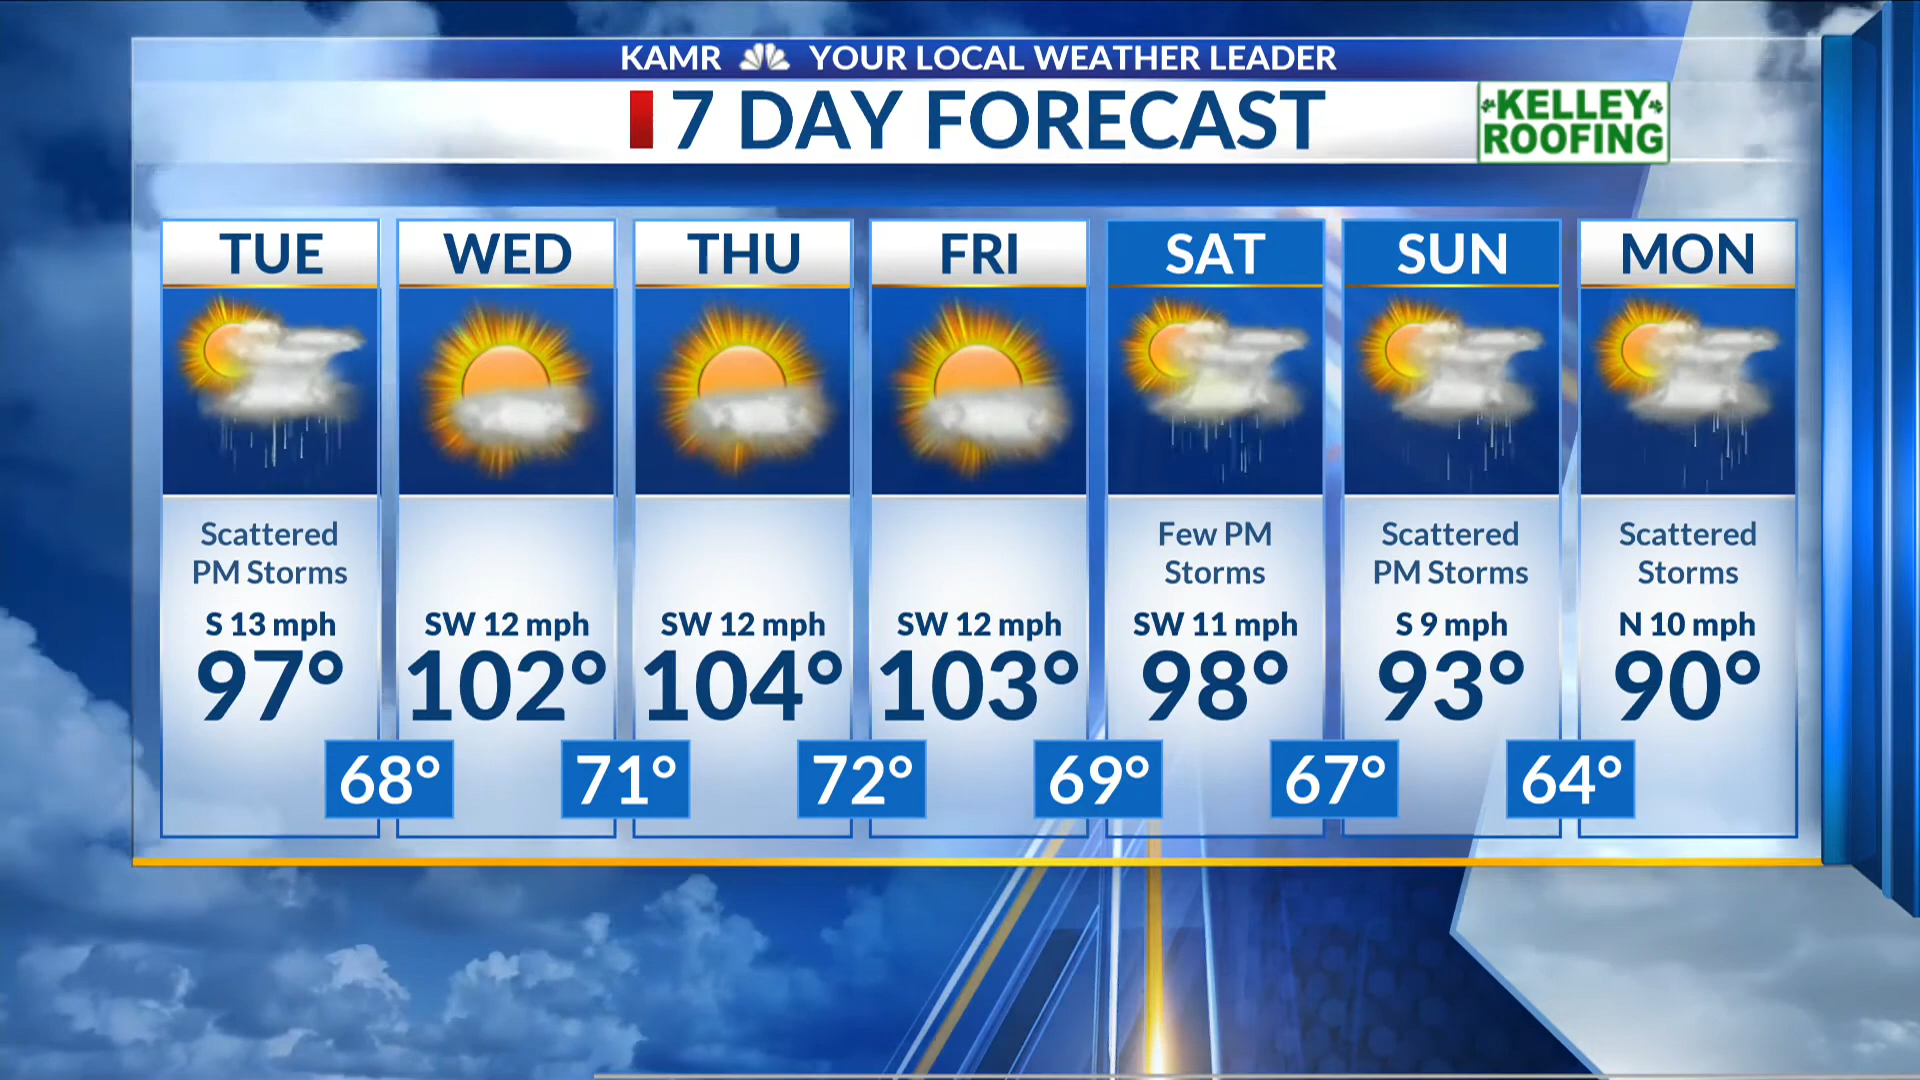 KAMR YOUR LOCAL WEATHER LEADER
7 DAY FORECAST
KELLEY
ROOFING
TUE
WED
THU
FRI
SAT
SUN
MON
Scattered
PM Storms
Few PM
Storms
Scattered
PM Storms
Scattered
Storms
S 13 mph
SW 12 mph
SW 12 mph
SW 12 mph
SW 11 mph
S 9 mph
N 10 mph
97°
102°
104°
103°
98°
93°
90°
68°
71°
72°
69°
67°
64°